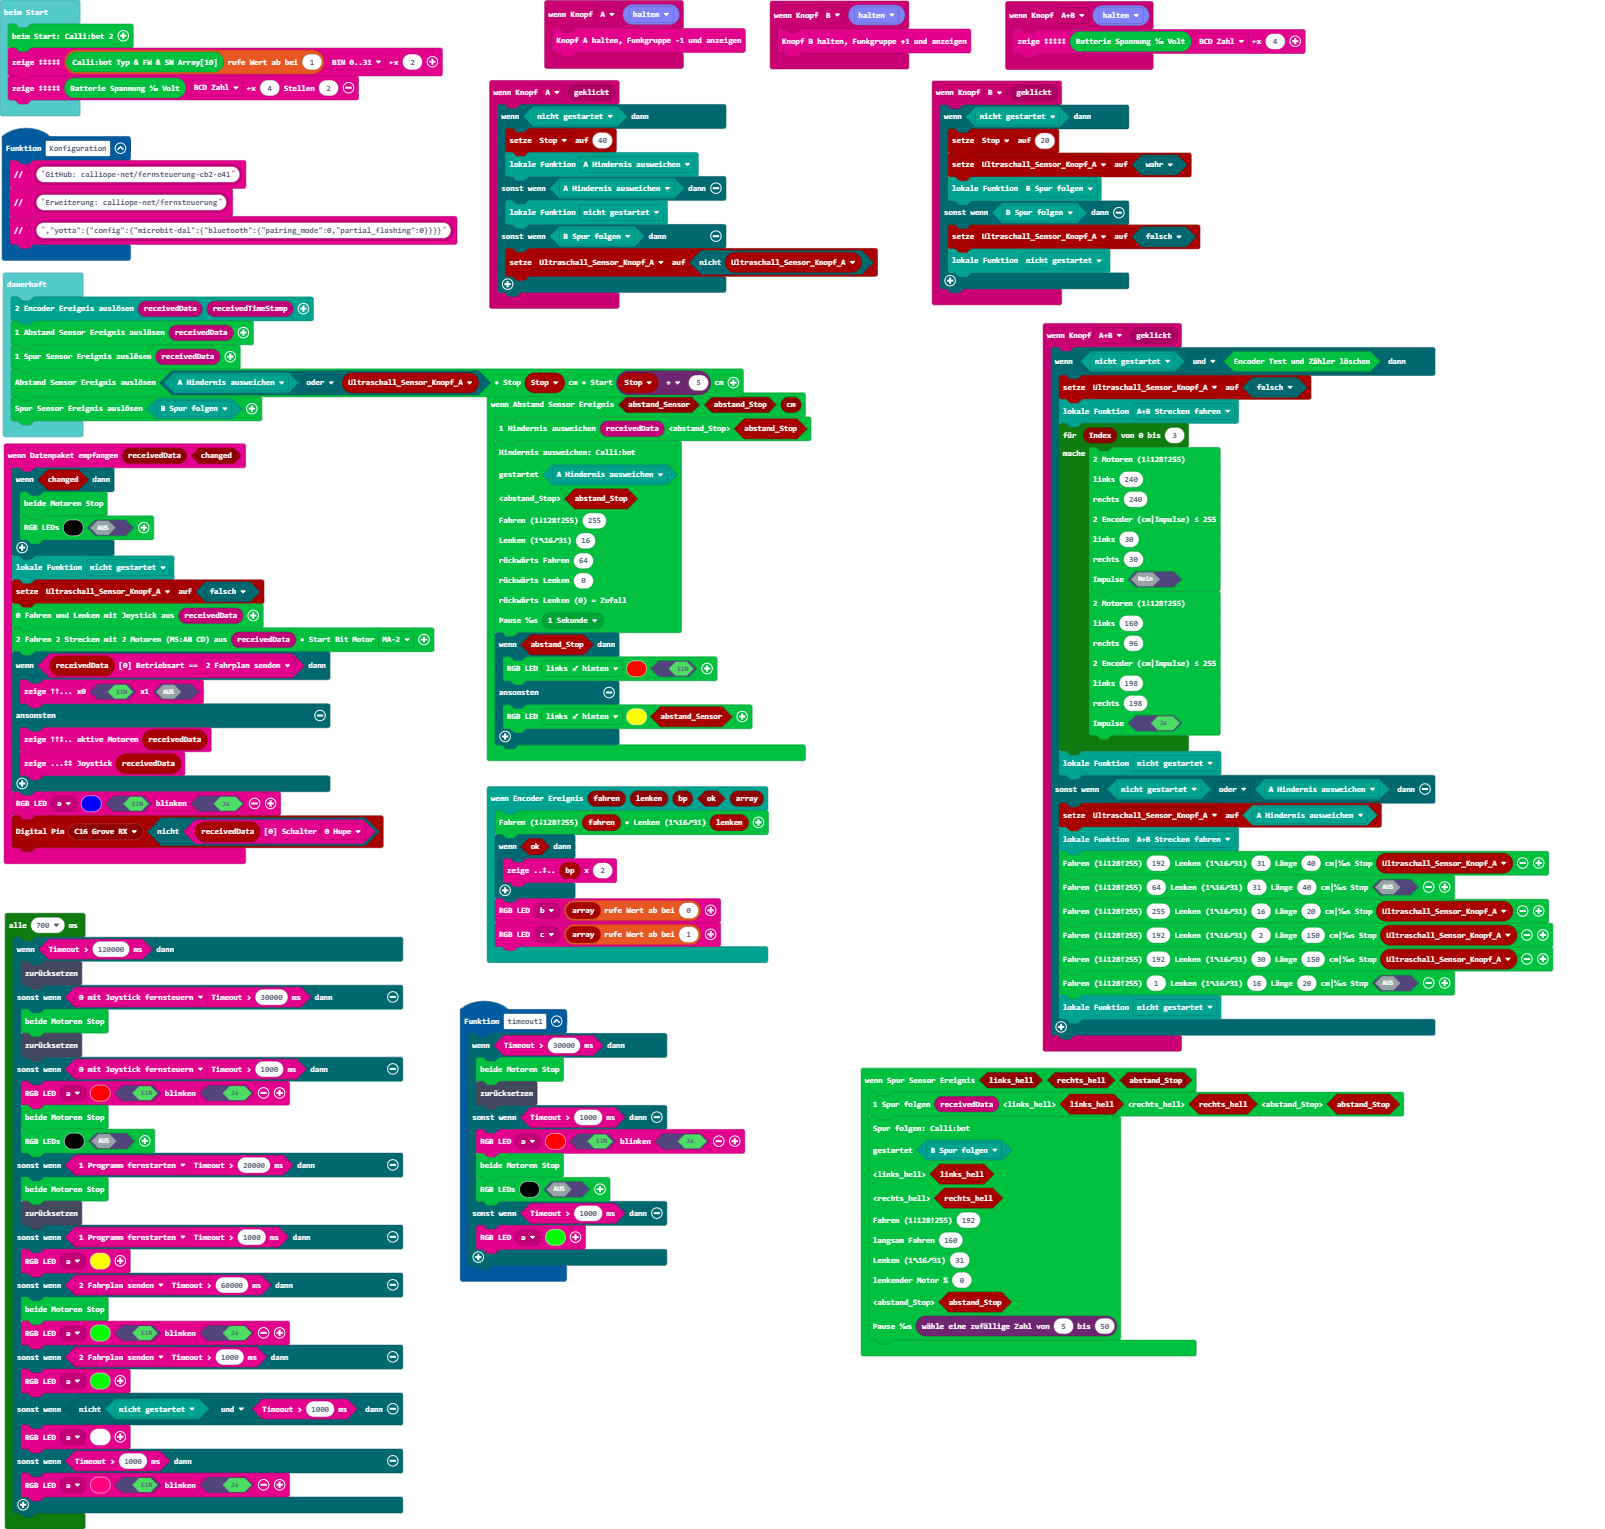 beim Start
beim Start: Calli:bot 2
zeige Calli:bot Typ & FW & SN Array[10] rufe Wert ab bei 1 BIN 0..31 ÷x 2
zeige Batterie Spannung ‰ Volt BCD Zahl ÷x 4 Stellen 2
Funktion Konfiguration
// "GitHub: calliope-net/fernsteuerung-cb2-e41"
// "Erweiterung: calliope-net/fernsteuerung"
// ","yotta":{"config":{"microbit-dal":{"bluetooth":{"pairing_mode":0,"partial_flashing":0}}}}"
dauerhaft
2 Encoder Ereignis auslösen receivedData receivedTimeStamp
1 Abstand Sensor Ereignis auslösen receivedData
1 Spur Sensor Ereignis auslösen receivedData
Abstand Sensor Ereignis auslösen A Hindernis ausweichen oder Ultraschall_Sensor_Knopf_A • Stop Stop cm • Start Stop ÷ 5 cm
Spur Sensor Ereignis auslösen B Spur folgen
wenn Datenpaket empfangen receivedData changed
wenn changed dann
beide Motoren Stop
RGB LEDs AUS
lokale Funktion nicht gestartet
setze Ultraschall_Sensor_Knopf_A auf falsch
0 Fahren und Lenken mit Joystick aus receivedData
2 Fahren 2 Strecken mit 2 Motoren (MS:AB CD) aus receivedData • Start Bit Motor MA-2
wenn receivedData [0] Betriebsart == 2 Fahrplan senden dann
zeige ↑↑... x0 EIN x1 AUS
ansonsten
zeige ↑↑↕.. aktive Motoren receivedData
zeige ...↕↕ Joystick receivedData
RGB LED a EIN blinken Ja
Digital Pin C16 Grove RX nicht receivedData [0] Schalter 0 Hupe
alle 700 ms
wenn Timeout > 120000 dann
zurücksetzen
sonst wenn 0 mit Joystick fernsteuern Timeout > 30000 ms dann
beide Motoren Stop
zurücksetzen
sonst wenn 0 mit Joystick fernsteuern Timeout > 1000 ms dann
RGB LED a EIN blinken Ja
beide Motoren Stop
RGB LEDs AUS
sonst wenn 1 Programm fernstarten Timeout > 20000 ms dann
beide Motoren Stop
zurücksetzen
sonst wenn 1 Programm fernstarten Timeout > 1000 ms dann
RGB LED a
sonst wenn 2 Fahrplan senden Timeout > 60000 ms dann
beide Motoren Stop
RGB LED a EIN blinken Ja
sonst wenn 2 Fahrplan senden Timeout > 1000 ms dann
RGB LED a
sonst wenn nicht nicht gestartet und Timeout > 1000 ms dann
RGB LED a
sonst wenn Timeout > 1000 ms dann
RGB LED a EIN blinken Ja
wenn Knopf A halten
Knopf A halten, Funkgruppe -1 und anzeigen
wenn Knopf B halten
Knopf B halten, Funkgruppe +1 und anzeigen
wenn Knopf A+B halten
zeige Batterie Spannung ‰ Volt BCD Zahl ÷x 4
wenn Knopf A geklickt
wenn nicht gestartet dann
setze Stop auf 40
lokale Funktion A Hindernis ausweichen
sonst wenn A Hindernis ausweichen dann
lokale Funktion nicht gestartet
sonst wenn B Spur folgen dann
setze Ultraschall_Sensor_Knopf_A auf nicht Ultraschall_Sensor_Knopf_A
wenn Knopf B geklickt
wenn nicht gestartet dann
setze Stop auf 20
setze Ultraschall_Sensor_Knopf_A auf wahr
lokale Funktion B Spur folgen
sonst wenn B Spur folgen dann
setze Ultraschall_Sensor_Knopf_A auf falsch
lokale Funktion nicht gestartet
wenn Abstand Sensor Ereignis abstand_Sensor abstand_Stop cm
1 Hindernis ausweichen receivedData <abstand_Stop> abstand_Stop
Hindernis ausweichen: Calli:bot
gestartet A Hindernis ausweichen
<abstand_Stop> abstand_Stop
Fahren (1↓128↑255) 255
Lenken (1↖16↗31) 16
rückwärts Fahren 64
rückwärts Lenken 0
rückwärts Lenken (0) = Zufall
Pause ‰s 1 Sekunde
wenn abstand_Stop dann
RGB LED links ↙ hinten EIN
ansonsten
RGB LED links ↙ hinten abstand_Sensor
wenn Encoder Ereignis fahren lenken bp ok array
Fahren (1↓128↑255) fahren • Lenken (1↖16↗31) lenken
wenn ok dann
zeige ..↕.. bp x 2
RGB LED b array rufe Wert ab bei 0
RGB LED c array rufe Wert ab bei 1
Funktion timeout1
wenn Timeout > 30000 ms dann
beide Motoren Stop
zurücksetzen
sonst wenn Timeout > 1000 ms dann
RGB LED a EIN blinken Ja
beide Motoren Stop
RGB LEDs AUS
sonst wenn Timeout > 1000 ms dann
RGB LED a
wenn Knopf A+B geklickt
wenn nicht gestartet und Encoder Test und Zähler löschen dann
setze Ultraschall_Sensor_Knopf_A auf falsch
lokale Funktion A+B Strecken fahren
für Index von 0 bis 3
mache
2 Motoren (1↓128↑255)
links 240
rechts 240
2 Encoder (cm|Impulse) ≤ 255
links 30
rechts 30
Impulse Nein
2 Motoren (1↓128↑255)
links 160
rechts 96
2 Encoder (cm|Impulse) ≤ 255
links 198
rechts 198
Impulse Ja
lokale Funktion nicht gestartet
sonst wenn nicht gestartet oder A Hindernis ausweichen dann
setze Ultraschall_Sensor_Knopf_A auf A Hindernis ausweichen
lokale Funktion A+B Strecken fahren
Fahren (1↓128↑255) 192 Lenken (1↖16↗31) 31 Länge 40 cm|‰s Stop Ultraschall_Sensor_Knopf_A
Fahren (1↓128↑255) 64 Lenken (1↖16↗31) 31 Länge 40 cm|‰s Stop AUS
Fahren (1↓128↑255) 255 Lenken (1↖16↗31) 16 Länge 20 cm|‰s Stop Ultraschall_Sensor_Knopf_A
Fahren (1↓128↑255) 192 Lenken (1↖16↗31) 2 Länge 150 cm|‰s Stop Ultraschall_Sensor_Knopf_A
Fahren (1↓128↑255) 192 Lenken (1↖16↗31) 30 Länge 150 cm|‰s Stop Ultraschall_Sensor_Knopf_A
Fahren (1↓128↑255) 1 Lenken (1↖16↗31) 16 Länge 20 cm|‰s Stop AUS
lokale Funktion nicht gestartet
wenn Spur Sensor Ereignis links_hell rechts_hell abstand_Stop
1 Spur folgen receivedData <links_hell> links_hell <rechts_hell> rechts_hell <abstand_Stop> abstand_Stop
Spur folgen: Calli:bot
gestartet B Spur folgen
<links_hell> links_hell
<rechts_hell> rechts_hell
Fahren (1↓128↑255) 192
langsam Fahren 160
Lenken (1↖16↗31) 31
lenkender Motor % 0
<abstand_Stop> abstand_Stop
Pause ‰s wähle eine zufällige Zahl von 5 bis 50